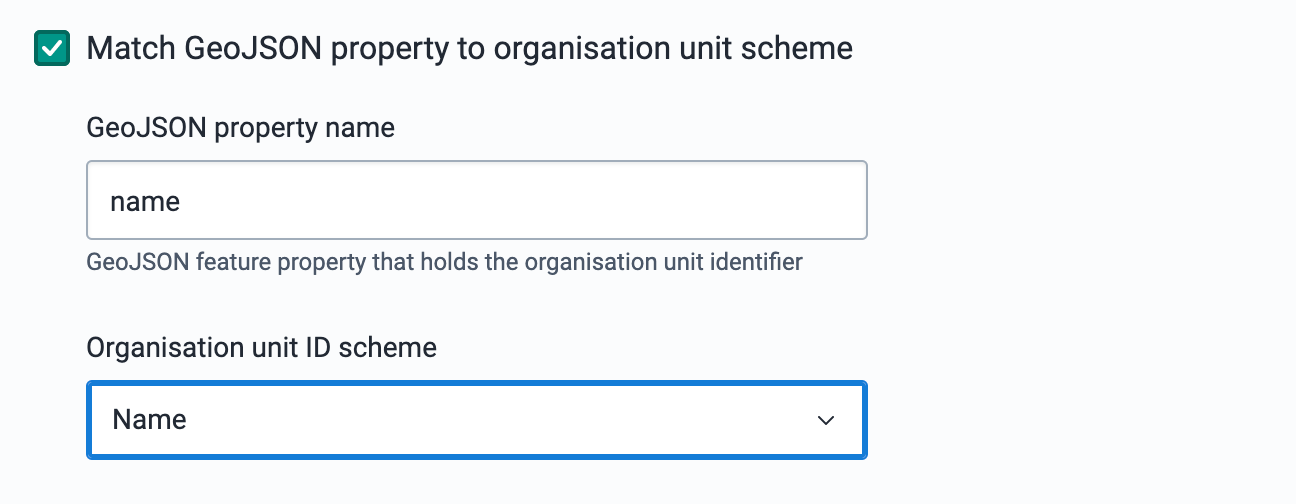 Match GeoJSON property to organisation unit scheme
GeoJSON property name
name
GeoJSON feature property that holds the organisation unit identifier
Organisation unit ID scheme
Name